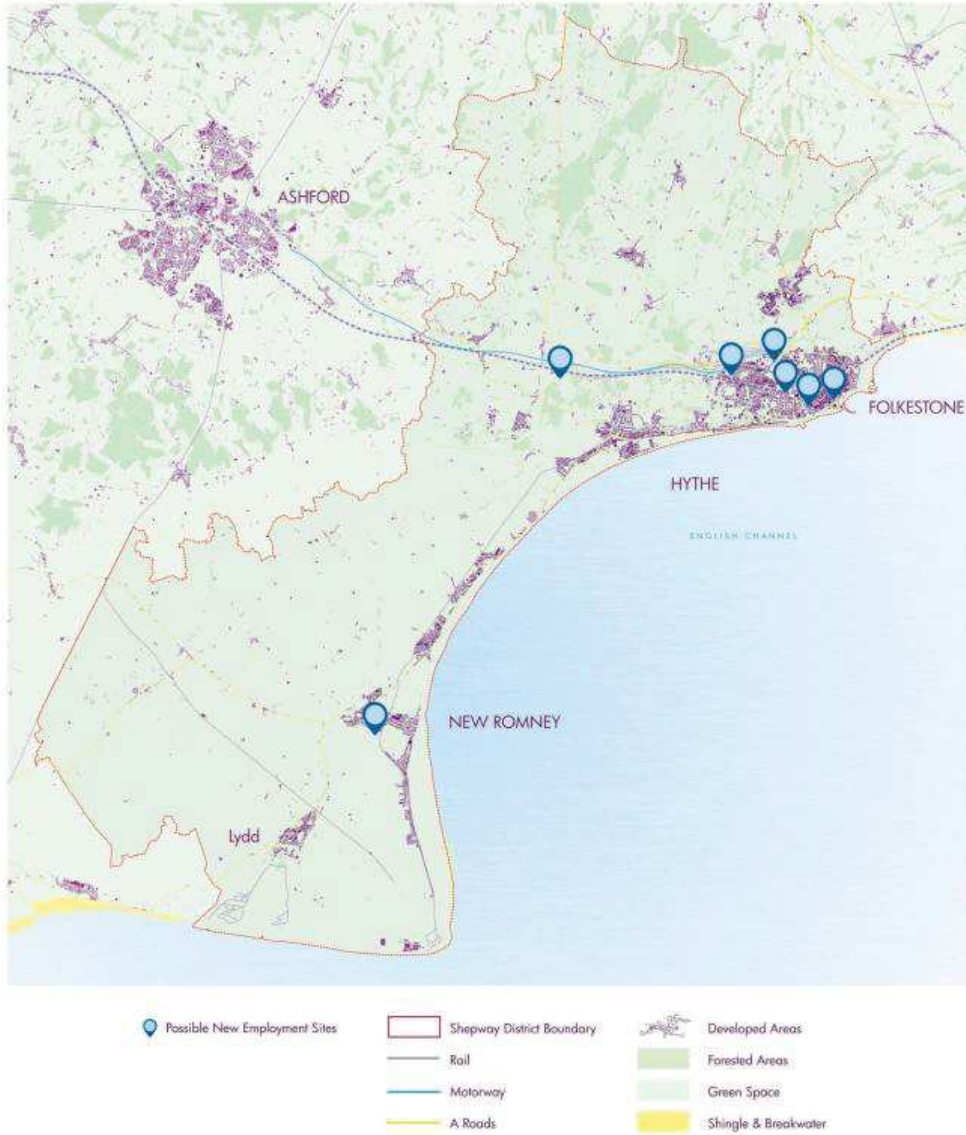 ASHFORD
FOLKESTONE
HYTHE
ENGLISH CHANNEL
NEW ROMNEY
Lydd
Possible New Employment Sites
Shepway District Boundary
Rail
Motorway
A Roads
Developed Areas
Forested Areas
Green Space
Shingle & Breakwater